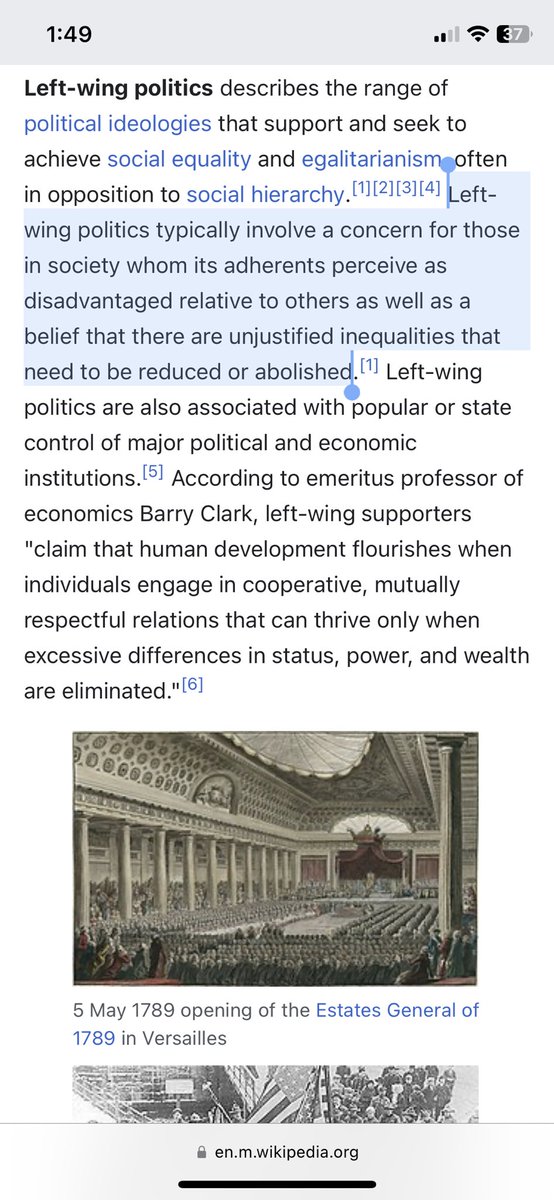 1:49
37
Left-wing politics describes the range of
political ideologies that support and seek to
achieve social equality and egalitarianism, often
in opposition to social hierarchy.[1][2][3][4] Left-
wing politics typically involve a concern for those
in society whom its adherents perceive as
disadvantaged relative to others as well as a
belief that there are unjustified inequalities that
need to be reduced or abolished.[1] Left-wing
politics are also associated with popular or state
control of major political and economic
institutions.[5] According to emeritus professor of
economics Barry Clark, left-wing supporters
"claim that human development flourishes when
individuals engage in cooperative, mutually
respectful relations that can thrive only when
excessive differences in status, power, and wealth
are eliminated."[6]
5 May 1789 opening of the Estates General of
1789 in Versailles
en.m.wikipedia.org